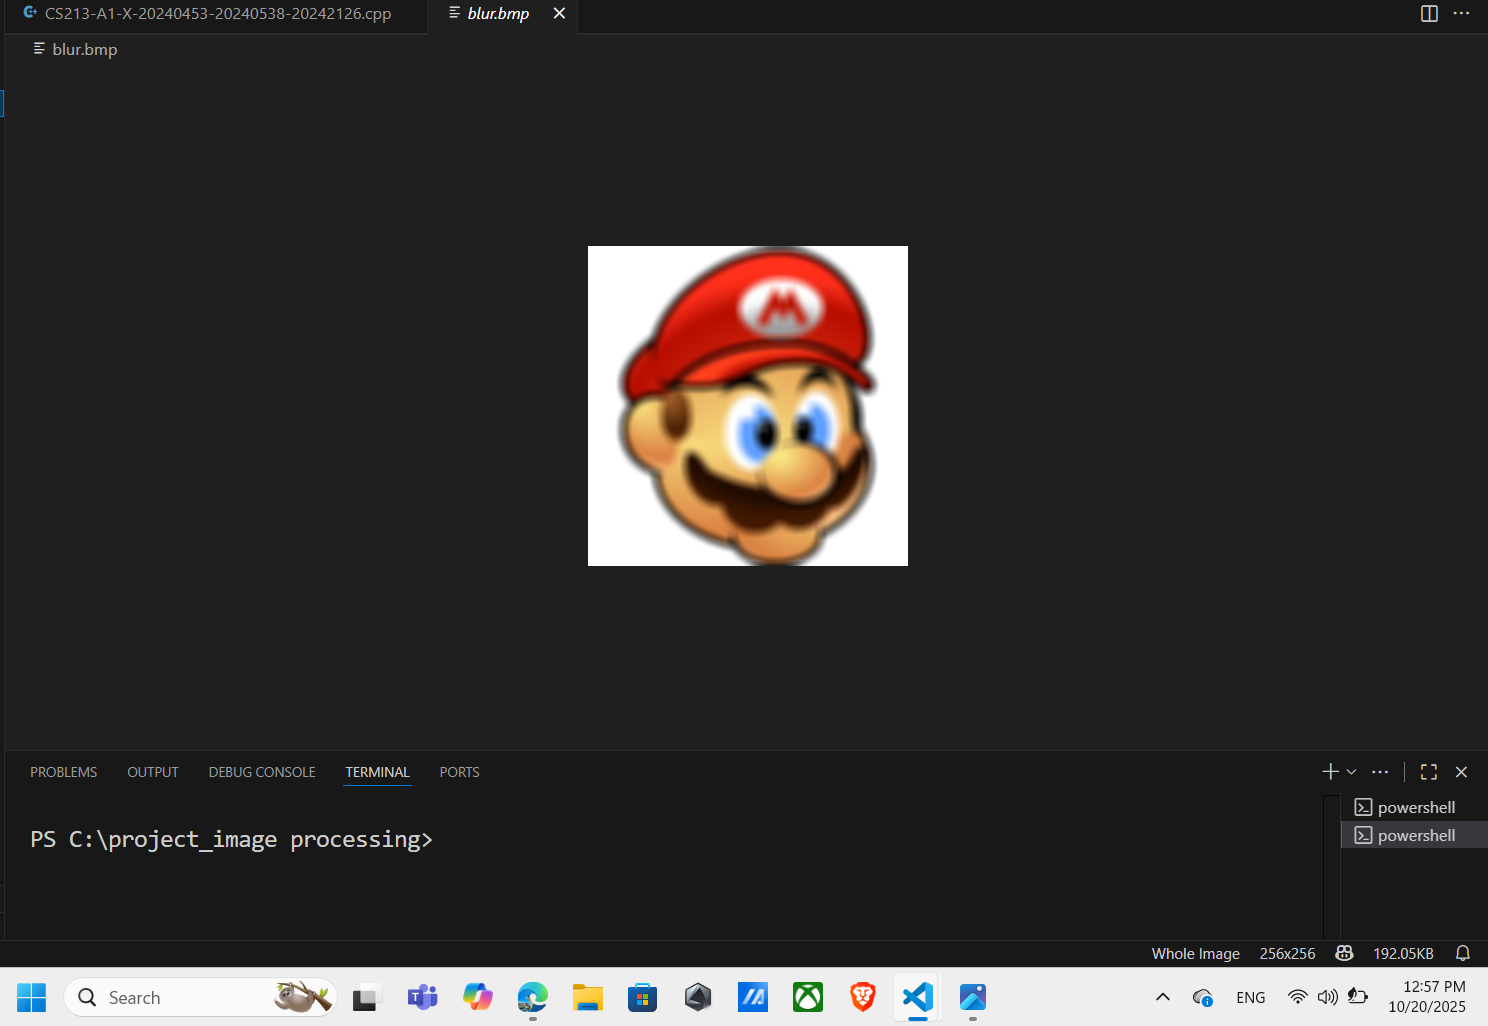 CS213-A1-X-20240453-20240538-20242126.cpp
blur.bmp
blur.bmp
M
PROBLEMS OUTPUT DEBUG CONSOLE TERMINAL PORTS
powershell
powershell
PS C:\project_image processing>
Whole Image 256x256 192.05KB
Search
ENG
12:57 PM
10/20/2025